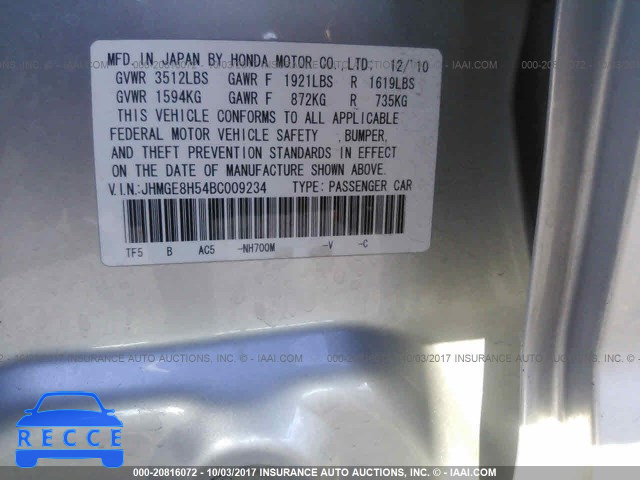 MFD. IN JAPAN BY HONDA MOTOR CO., LTD. 12/'10
GVWR 3512LBS GAWR F 1921LBS R 1619LBS
GVWR 1594KG GAWR F 872KG R 735KG
THIS VEHICLE CONFORMS TO ALL APPLICABLE
FEDERAL MOTOR VEHICLE SAFETY ,BUMPER,
AND THEFT PREVENTION STANDARDS IN EFFECT
ON THE DATE OF MANUFACTURE SHOWN ABOVE.
V.I.N.:JHMGE8H54BC009234 TYPE: PASSENGER CAR
TF5 B AC5 -NH700M -V -C
RECCE
000-20816072 - 10/03/2017 INSURANCE AUTO AUCTIONS, INC. © - IAAI.COM